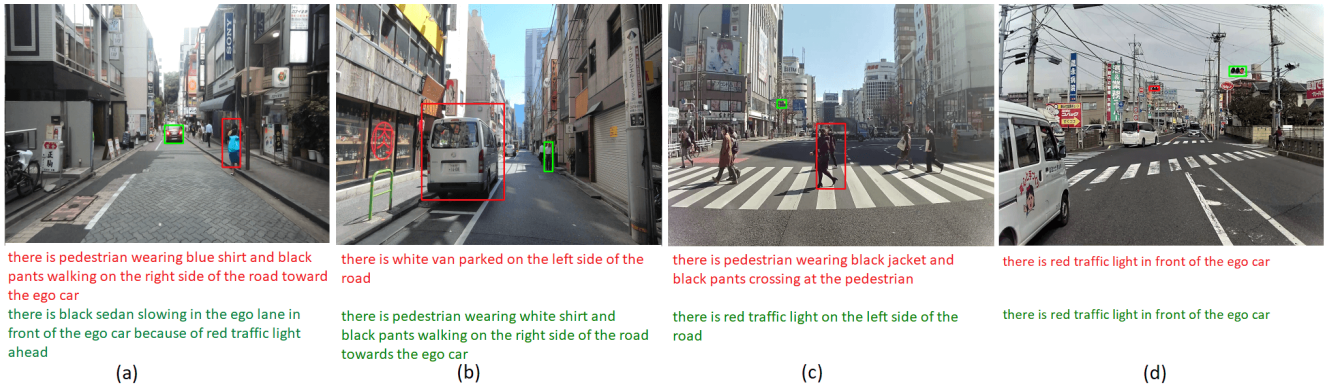 SONY
there is pedestrian wearing blue shirt and black
pants walking on the right side of the road toward
the ego car
there is black sedan slowing in the ego lane in
front of the ego car because of red traffic light
ahead
(a)
there is white van parked on the left side of the
road
there is pedestrian wearing white shirt and
black pants walking on the right side of the road
towards the ego car
(b)
there is pedestrian wearing black jacket and
black pants crossing at the pedestrian
there is red traffic light on the left side of the
road
(c)
there is red traffic light in front of the ego car
there is red traffic light in front of the ego car
(d)